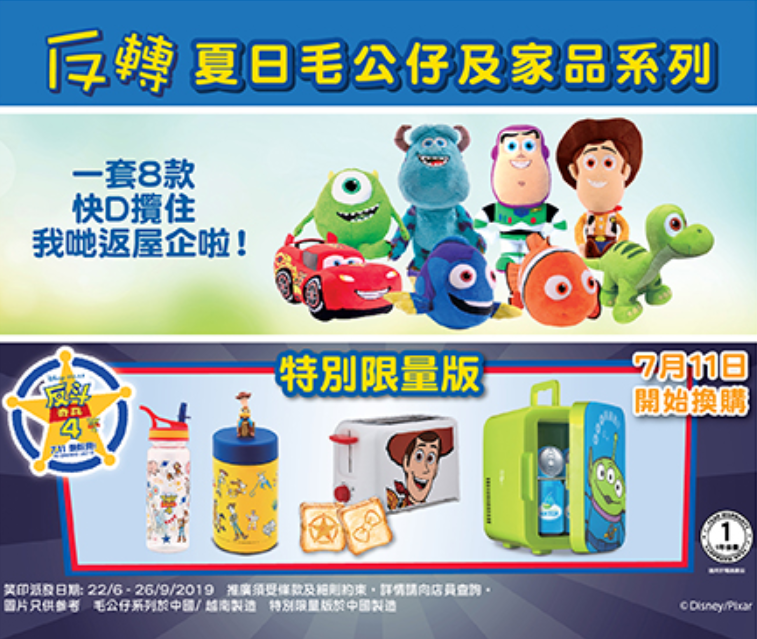 反轉 夏日毛公仔及家品系列
一套8款
快D攬住
我哋返屋企啦！
特別限量版
7月11日
開始換購
反斗
奇兵
4
1
笑印派發日期: 22/6 - 26/9/2019 推廣須受條款及細則約束，詳情請向店員查詢。
圖片只供參考 毛公仔系列於中國/ 越南製造 特別限量版於中國製造
©Disney/Pixar